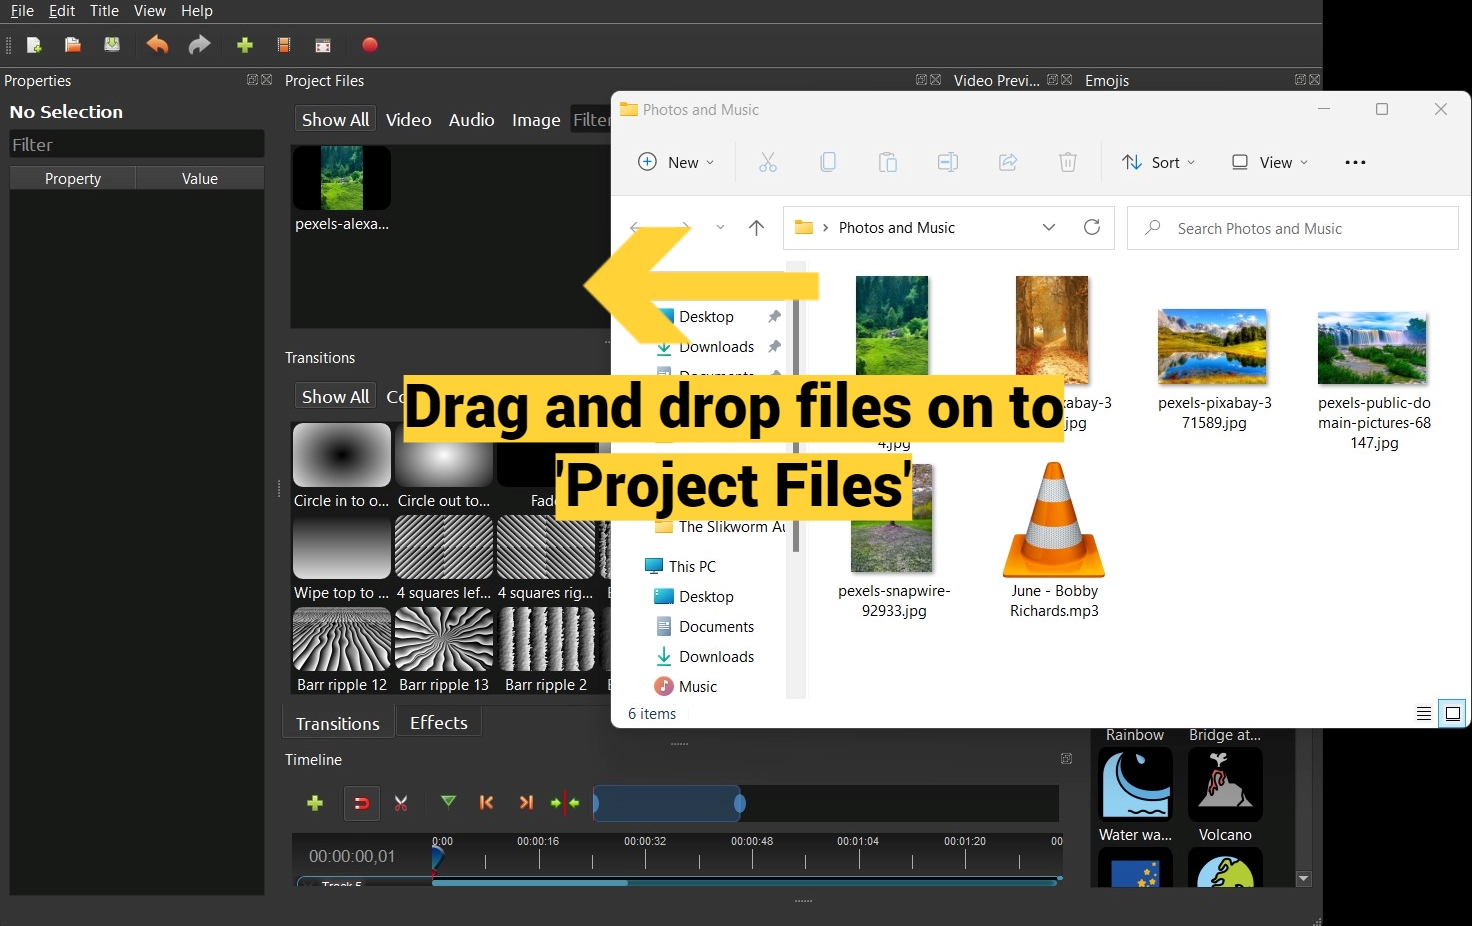 File Edit Title View Help
Properties
Project Files
Video Previ...
Emojis
No Selection
Filter
Property Value
Show All Video Audio Image Filter
pexels-alexa...
Transitions
Show All
Circle in to o... Circle out to...
Wipe top to ... 4 squares lef... 4 squares rig...
Barr ripple 12 Barr ripple 13 Barr ripple 2
Transitions Effects
Photos and Music
New Sort View
Photos and Music
Search Photos and Music
Desktop
Downloads
Documents
Drag and drop files on to
'Project Files'
4.jpg
pexels-pixabay-3
71589.jpg
pexels-public-do
main-pictures-68
147.jpg
The Slikworm Au
This PC
Desktop
Documents
Downloads
Music
pexels-snapwire-
92933.jpg
June - Bobby
Richards.mp3
6 items
Rainbow Bridge at...
Water wa... Volcano
Timeline
0:00 00:00:16 00:00:32 00:00:48 00:01:04 00:01:20 00
00:00:00,01
Track 5